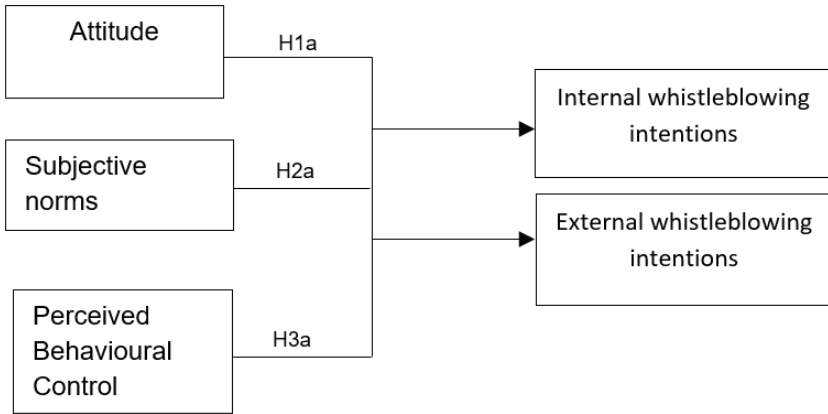 Attitude
H1a
Internal whistleblowing
intentions
Subjective
norms
H2a
External whistleblowing
intentions
Perceived
Behavioural
Control
H3a